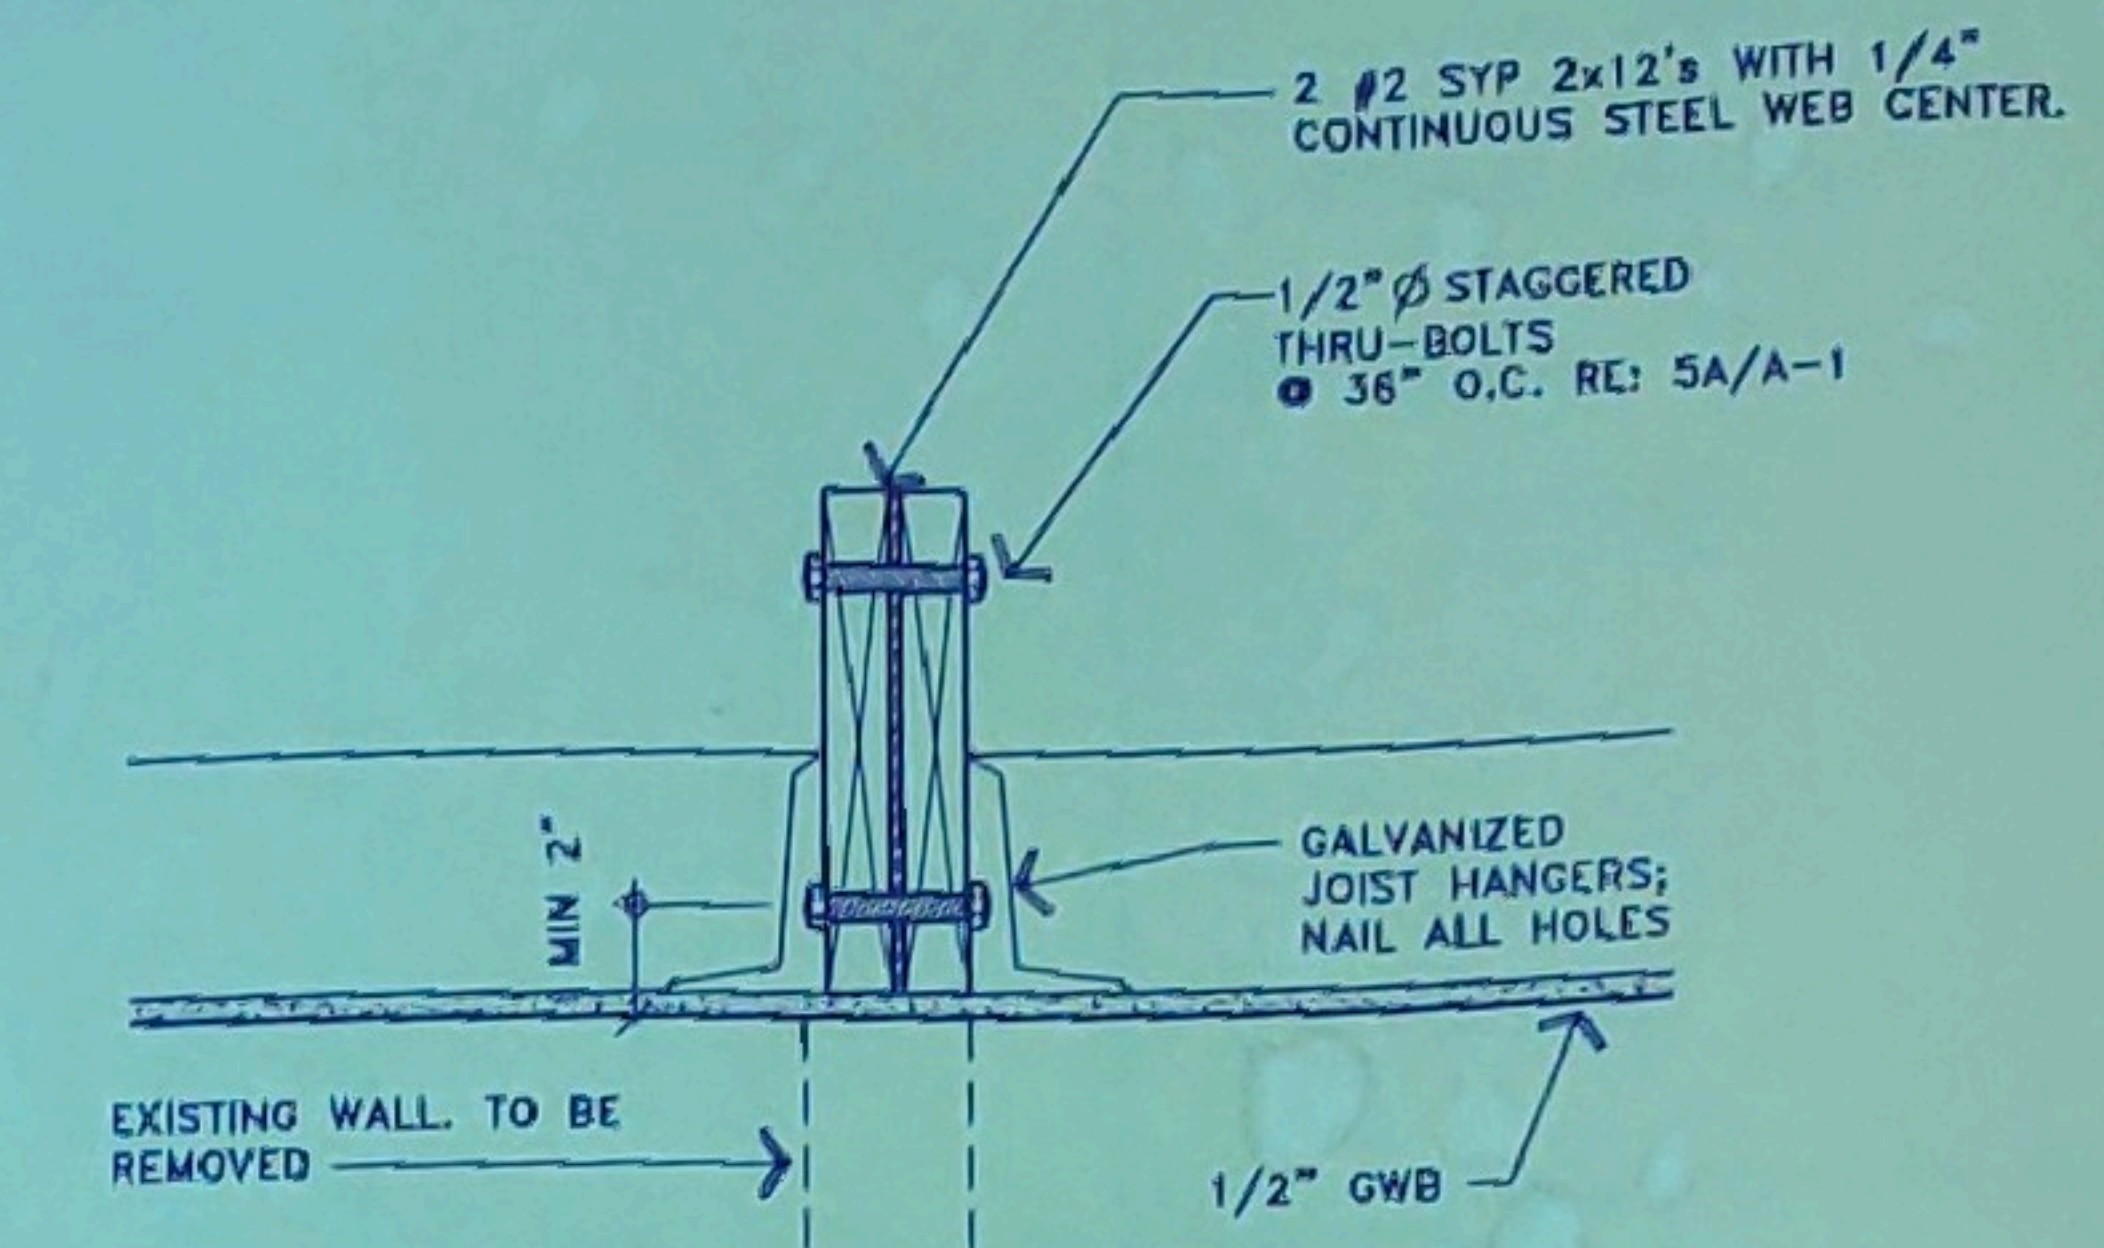 2 #2 SYP 2x12's WITH 1/4"
CONTINUOUS STEEL WEB CENTER.
1/2" Ø STAGGERED
THRU-BOLTS
@ 36" O.C. RE: 5A/A-1
MIN 2"
GALVANIZED
JOIST HANGERS;
NAIL ALL HOLES
EXISTING WALL. TO BE
REMOVED
1/2" GWB